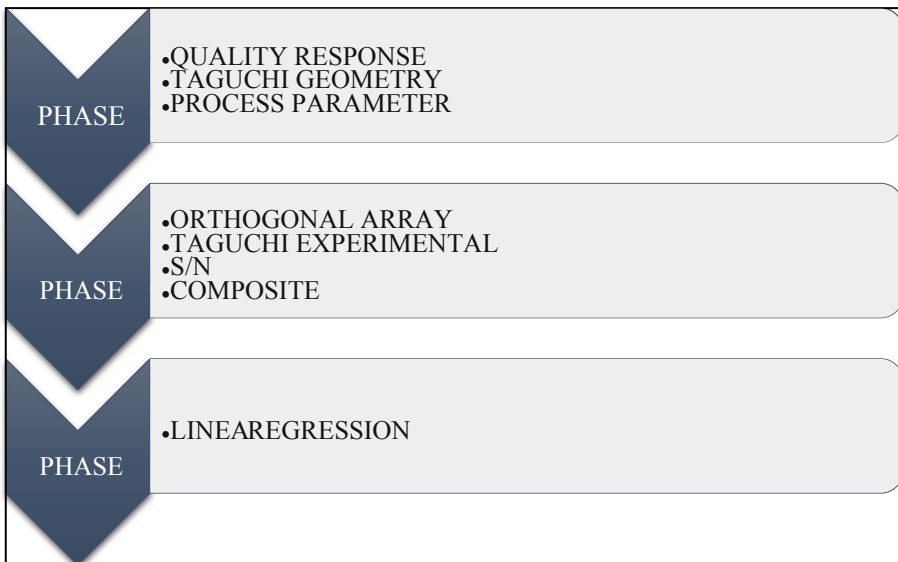 PHASE
•QUALITY RESPONSE
•TAGUCHI GEOMETRY
•PROCESS PARAMETER
PHASE
•ORTHOGONAL ARRAY
•TAGUCHI EXPERIMENTAL
•S/N
•COMPOSITE
PHASE
•LINEAREGRESSION